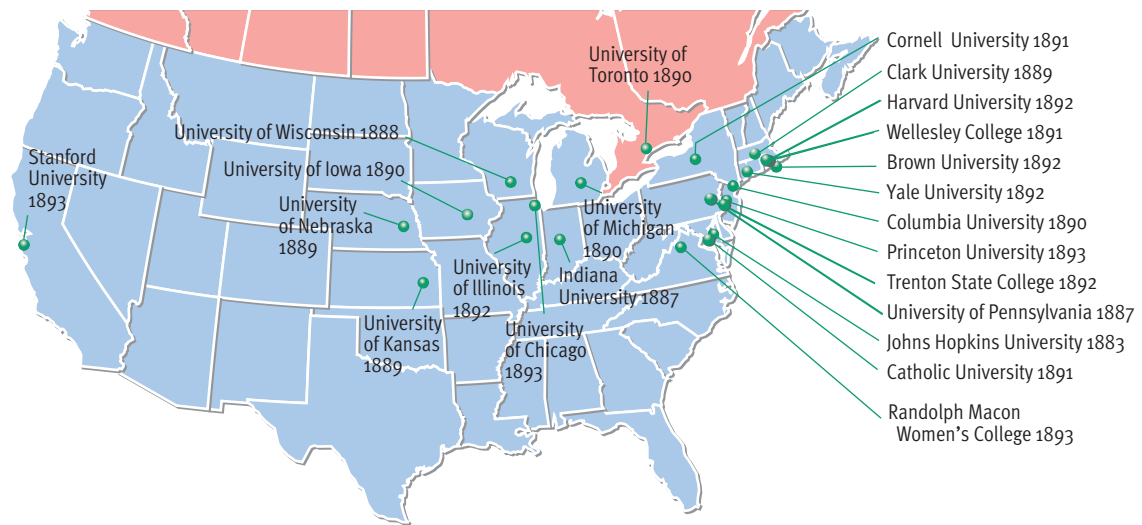 University of
Toronto 1890
University of Wisconsin 1888
Stanford
University
1893
University of Iowa 1890
University
of Nebraska
1889
University
of Michigan
1890
University
of Illinois
1892
Indiana
University 1887
University
of Kansas
1889
University
of Chicago
1893
Cornell University 1891
Clark University 1889
Harvard University 1892
Wellesley College 1891
Brown University 1892
Yale University 1892
Columbia University 1890
Princeton University 1893
Trenton State College 1892
University of Pennsylvania 1887
Johns Hopkins University 1883
Catholic University 1891
Randolph Macon
Women's College 1893